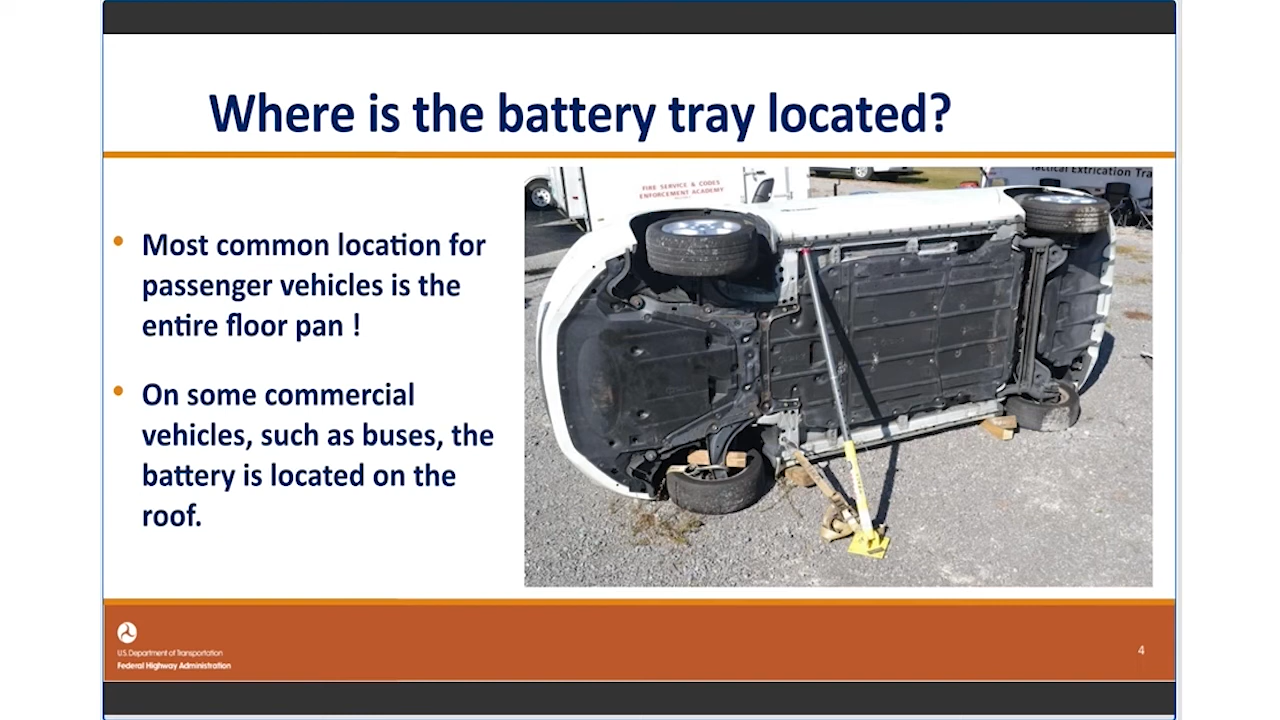 Where is the battery tray located?
FIRE SERVICE & CODES
ENFORCEMENT ACADEMY
Tactical Extrication Tra
• Most common location for
passenger vehicles is the
entire floor pan !
• On some commercial
vehicles, such as buses, the
battery is located on the
roof.
U.S. Department of Transportation
Federal Highway Administration
4